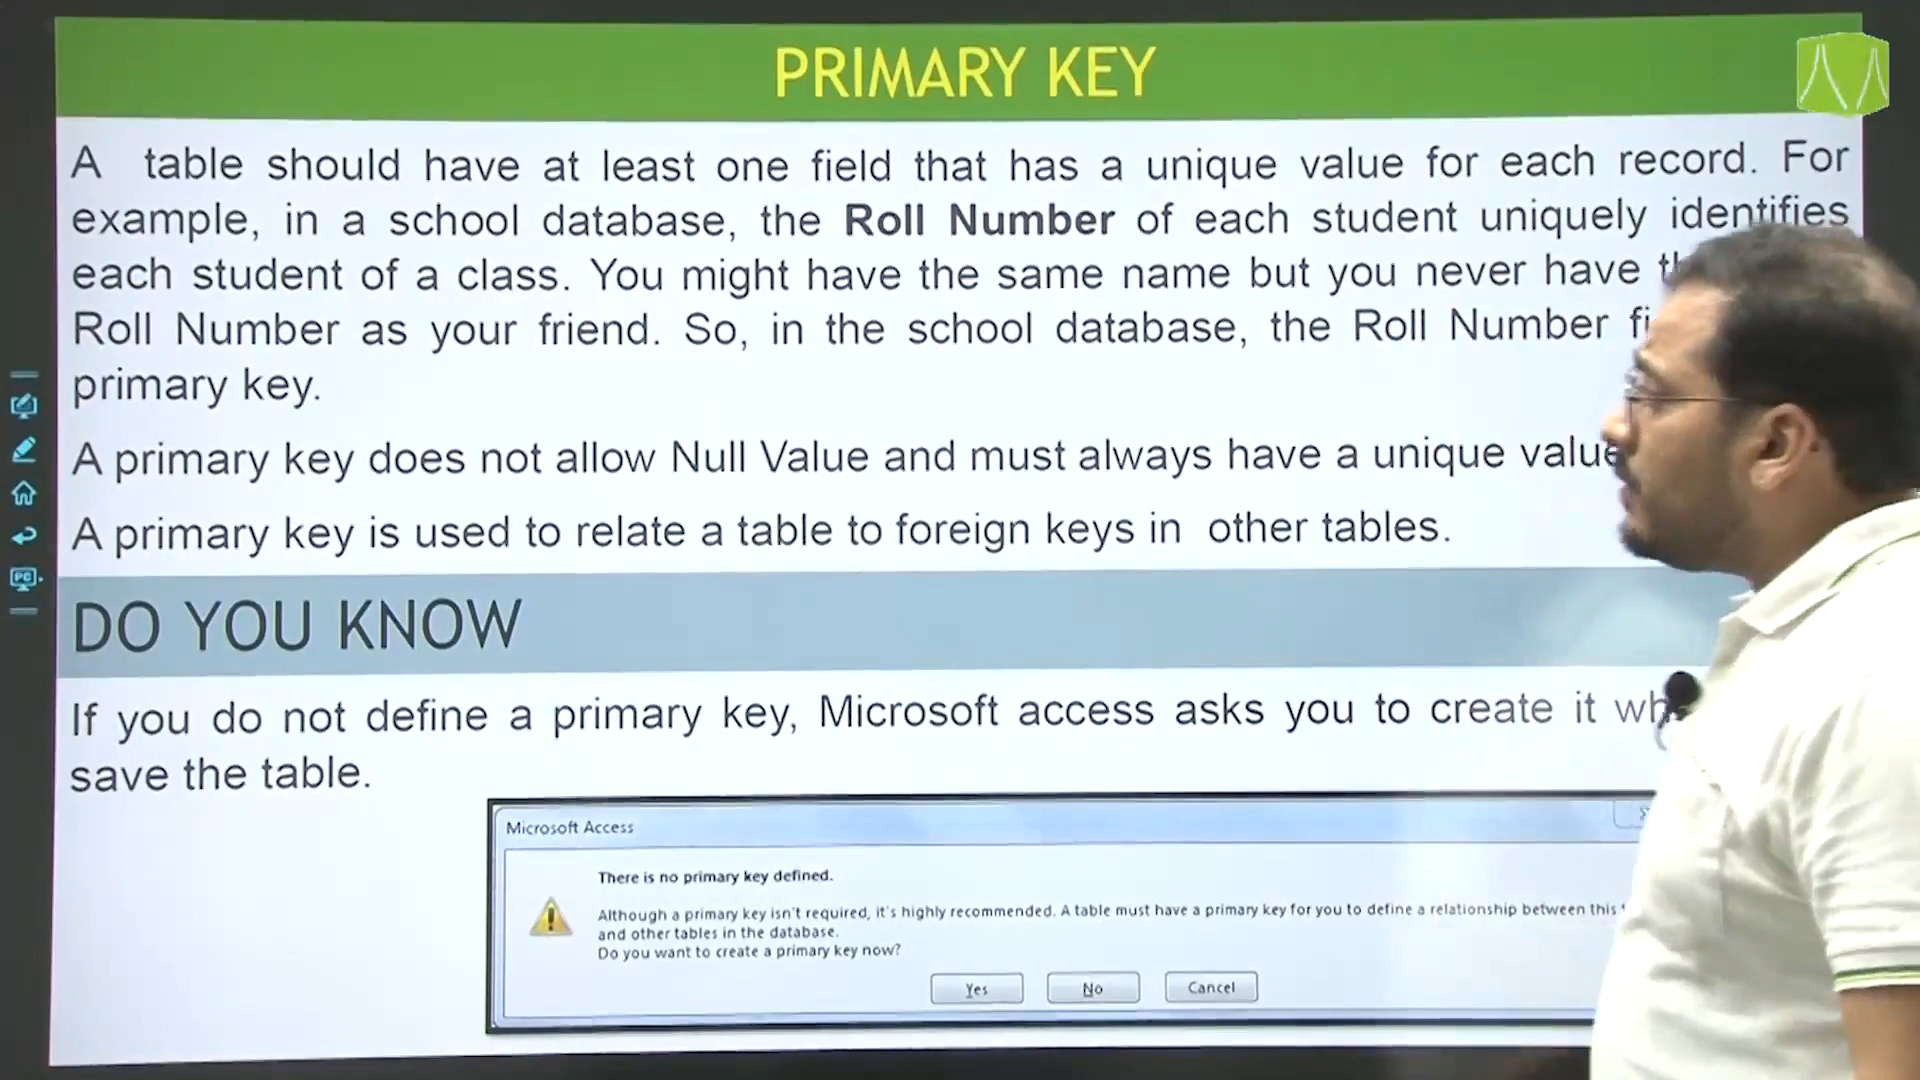 PRIMARY KEY
A table should have at least one field that has a unique value for each record. For
example, in a school database, the Roll Number of each student uniquely identifies
each student of a class. You might have the same name but you never have
Roll Number as your friend. So, in the school database, the Roll Number
primary key.
A primary key does not allow Null Value and must always have a unique value
A primary key is used to relate a table to foreign keys in other tables.
DO YOU KNOW
If you do not define a primary key, Microsoft access asks you to create it
save the table.
Microsoft Access
There is no primary key defined.
Although a primary key isn't required, it's highly recommended. A table must have a primary key for you to define a relationship between this
and other tables in the database.
Do you want to create a primary key now?
Yes No Cancel
PC